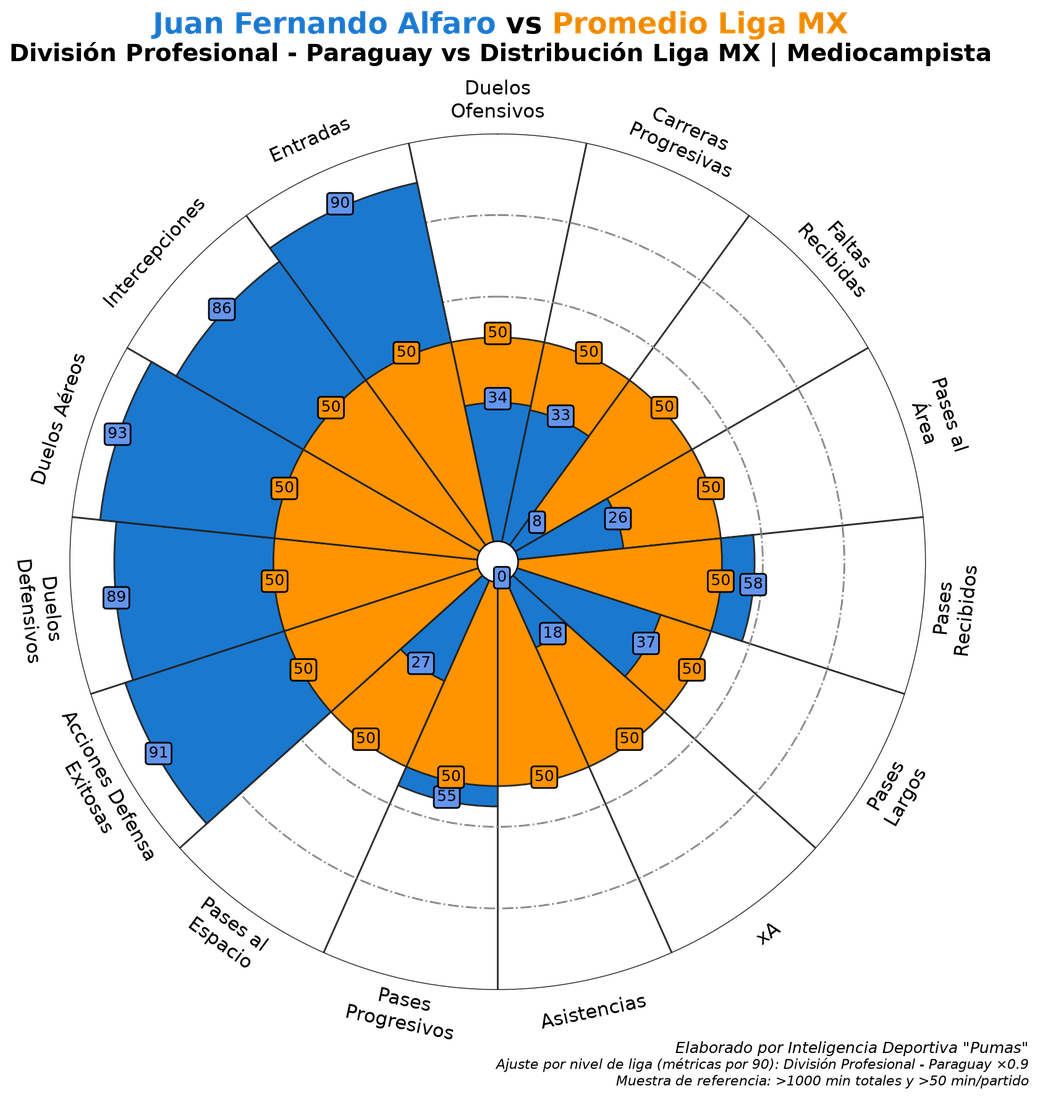 Juan Fernando Alfaro vs Promedio Liga MX
División Profesional - Paraguay vs Distribución Liga MX | Mediocampista
Duelos
Ofensivos
Carreras
Progresivas
Faltas
Recibidas
Pases al
Área
Pases
Recibidos
Pases
Largos
xA
Asistencias
Pases
Progresivos
Pases al
Espacio
Acciones Defensa
Exitosas
Duelos
Defensivos
Duelos Aéreos
Intercepciones
Entradas
50
34
50
33
50
8
50
26
50
58
50
37
50
18
50
0
50
55
50
27
50
91
50
89
50
93
50
86
50
90
Elaborado por Inteligencia Deportiva "Pumas"
Ajuste por nivel de liga (métricas por 90): División Profesional - Paraguay ×0.9
Muestra de referencia: >1000 min totales y >50 min/partido